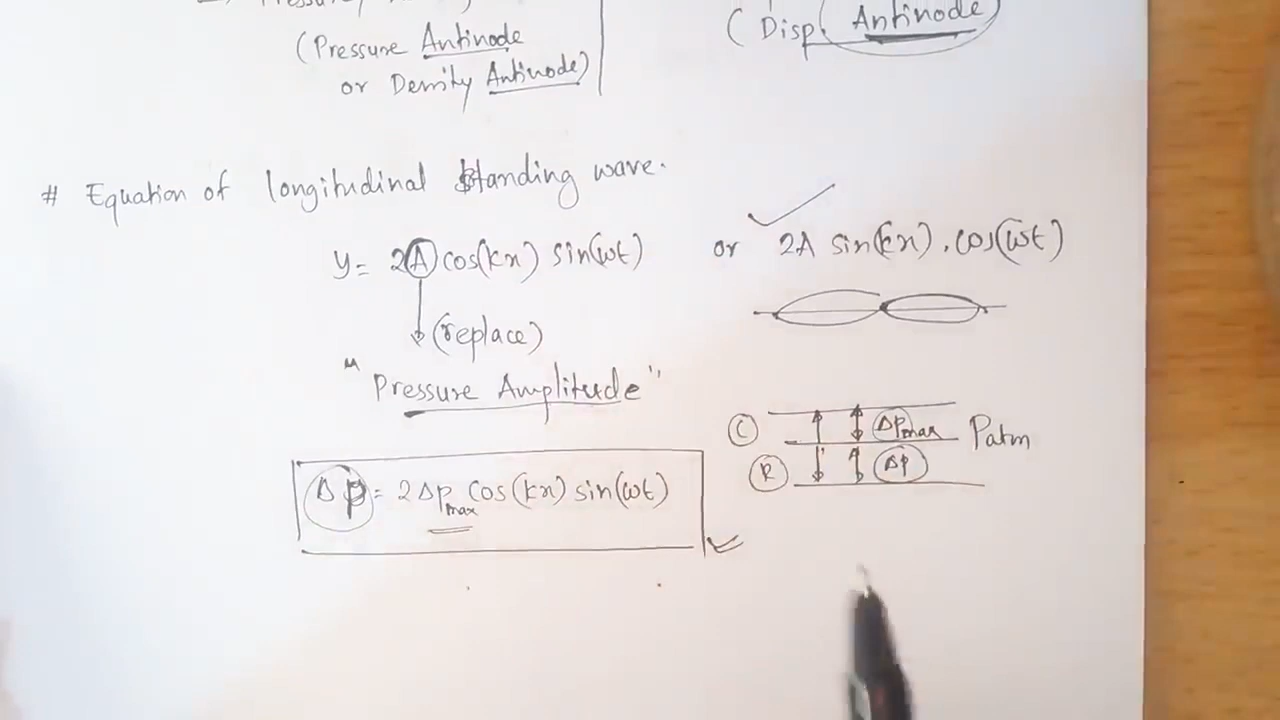 (Pressure Antinode
or Density Antinode)
(Disp. Antinode)
# Equation of longitudinal standing wave.
y = 2A cos(kx) sin(ωt) or 2A sin(kx) . cos(ωt)
(replace)
"Pressure Amplitude"
C Δpmax Patm
R Δp
Δp = 2Δpmax cos(kx) sin(ωt)